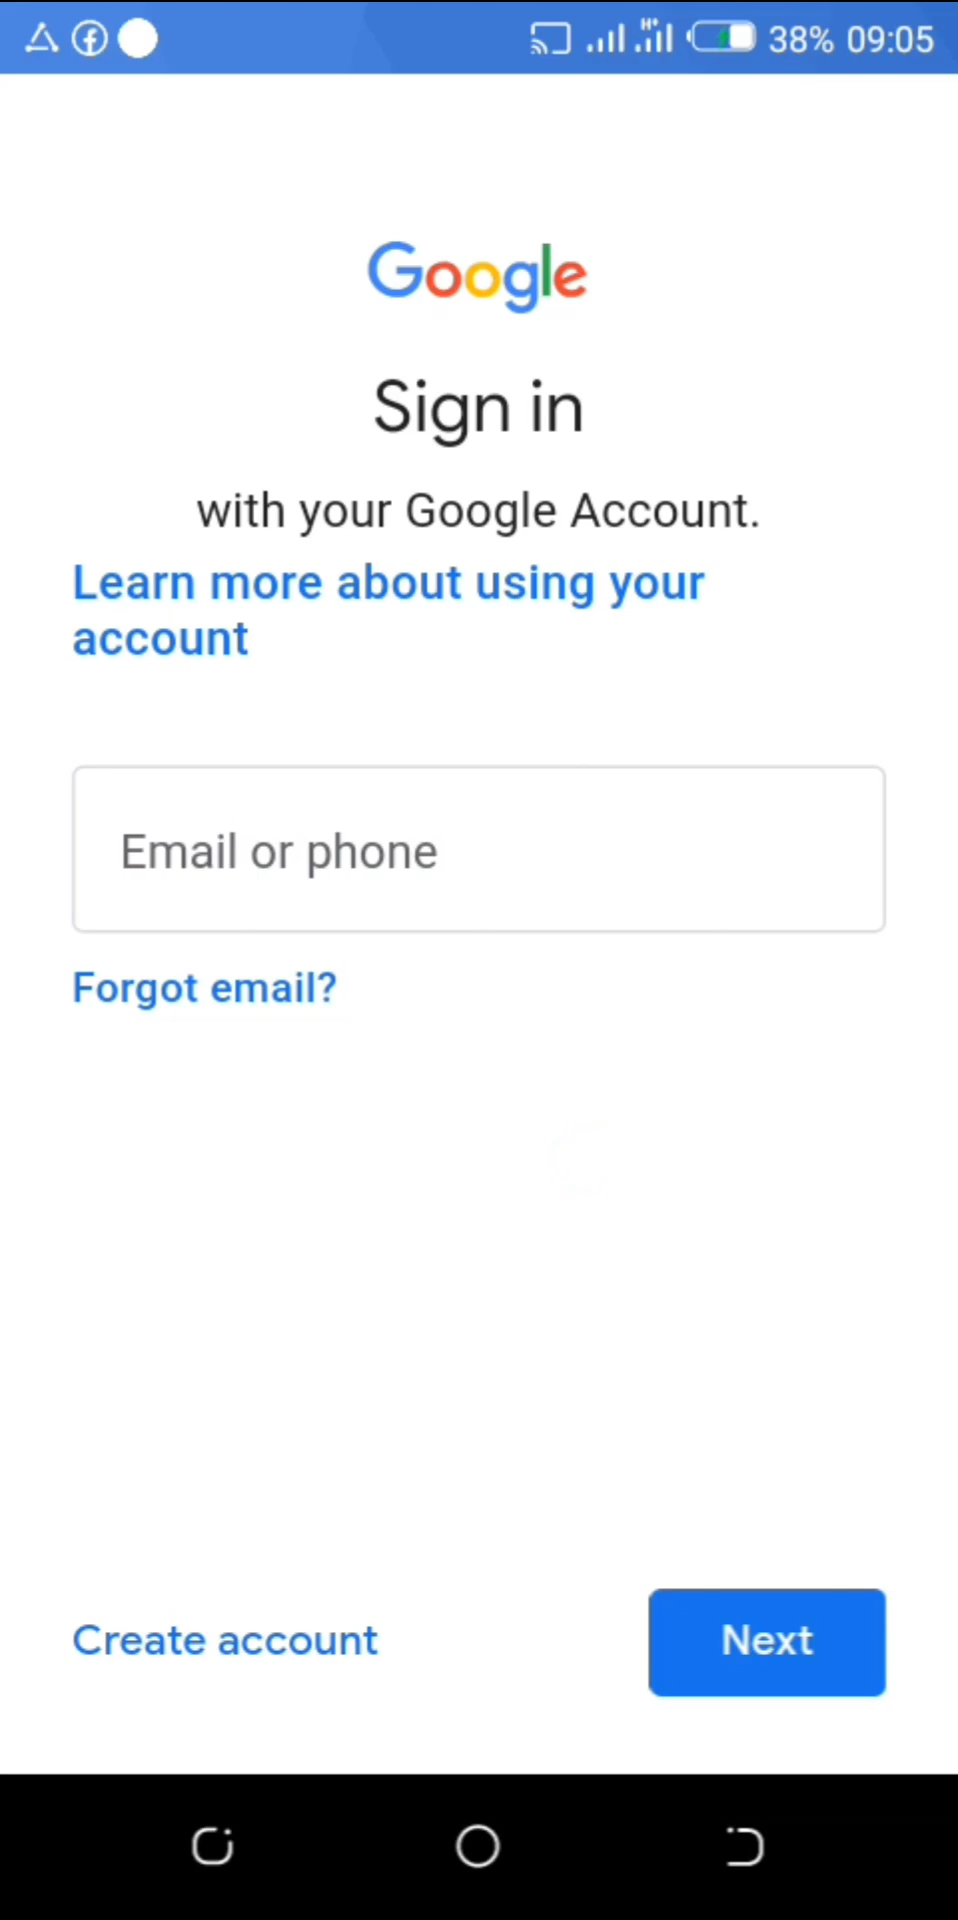 38% 09:05
Google
Sign in
with your Google Account.
Learn more about using your
account
Email or phone
Forgot email?
Create account
Next